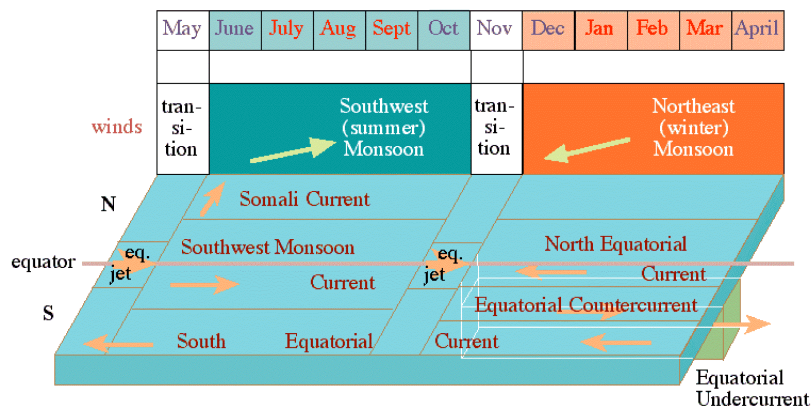 May June July Aug Sept Oct Nov Dec Jan Feb Mar April
winds
tran-
si-
tion
Southwest
(summer)
Monsoon
tran-
si-
tion
Northeast
(winter)
Monsoon
N
Somali Current
equator
eq.
jet
Southwest Monsoon
Current
eq.
jet
North Equatorial
Current
S
Equatorial Countercurrent
South Equatorial Current
Equatorial
Undercurrent